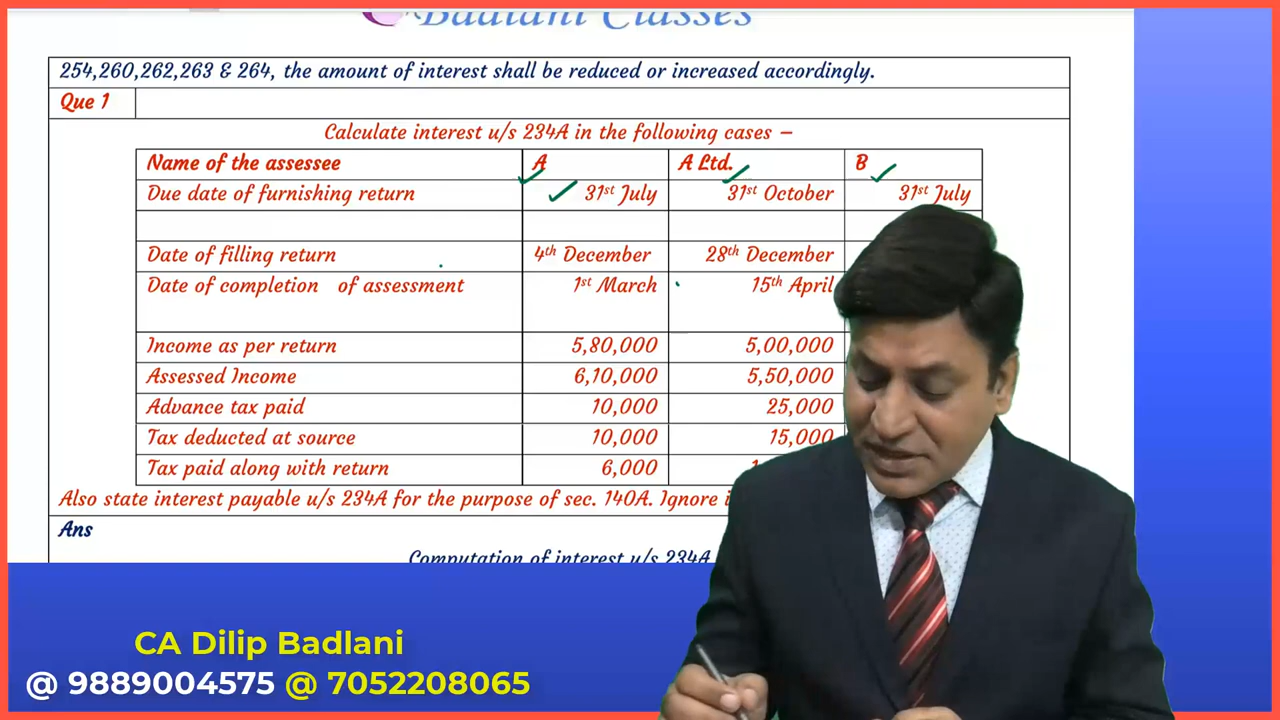 Badlani Classes
254,260,262,263 & 264, the amount of interest shall be reduced or increased accordingly.
Que 1
Calculate interest u/s 234A in the following cases –
Name of the assessee A A Ltd. B
Due date of furnishing return 31st July 31st October 31st July
Date of filling return 4th December 28th December
Date of completion of assessment 1st March 15th April
Income as per return 5,80,000 5,00,000
Assessed Income 6,10,000 5,50,000
Advance tax paid 10,000 25,000
Tax deducted at source 10,000 15,000
Tax paid along with return 6,000
Also state interest payable u/s 234A for the purpose of sec. 140A. Ignore
Ans
Computation of interest u/s 234A
CA Dilip Badlani
@ 9889004575 @ 7052208065